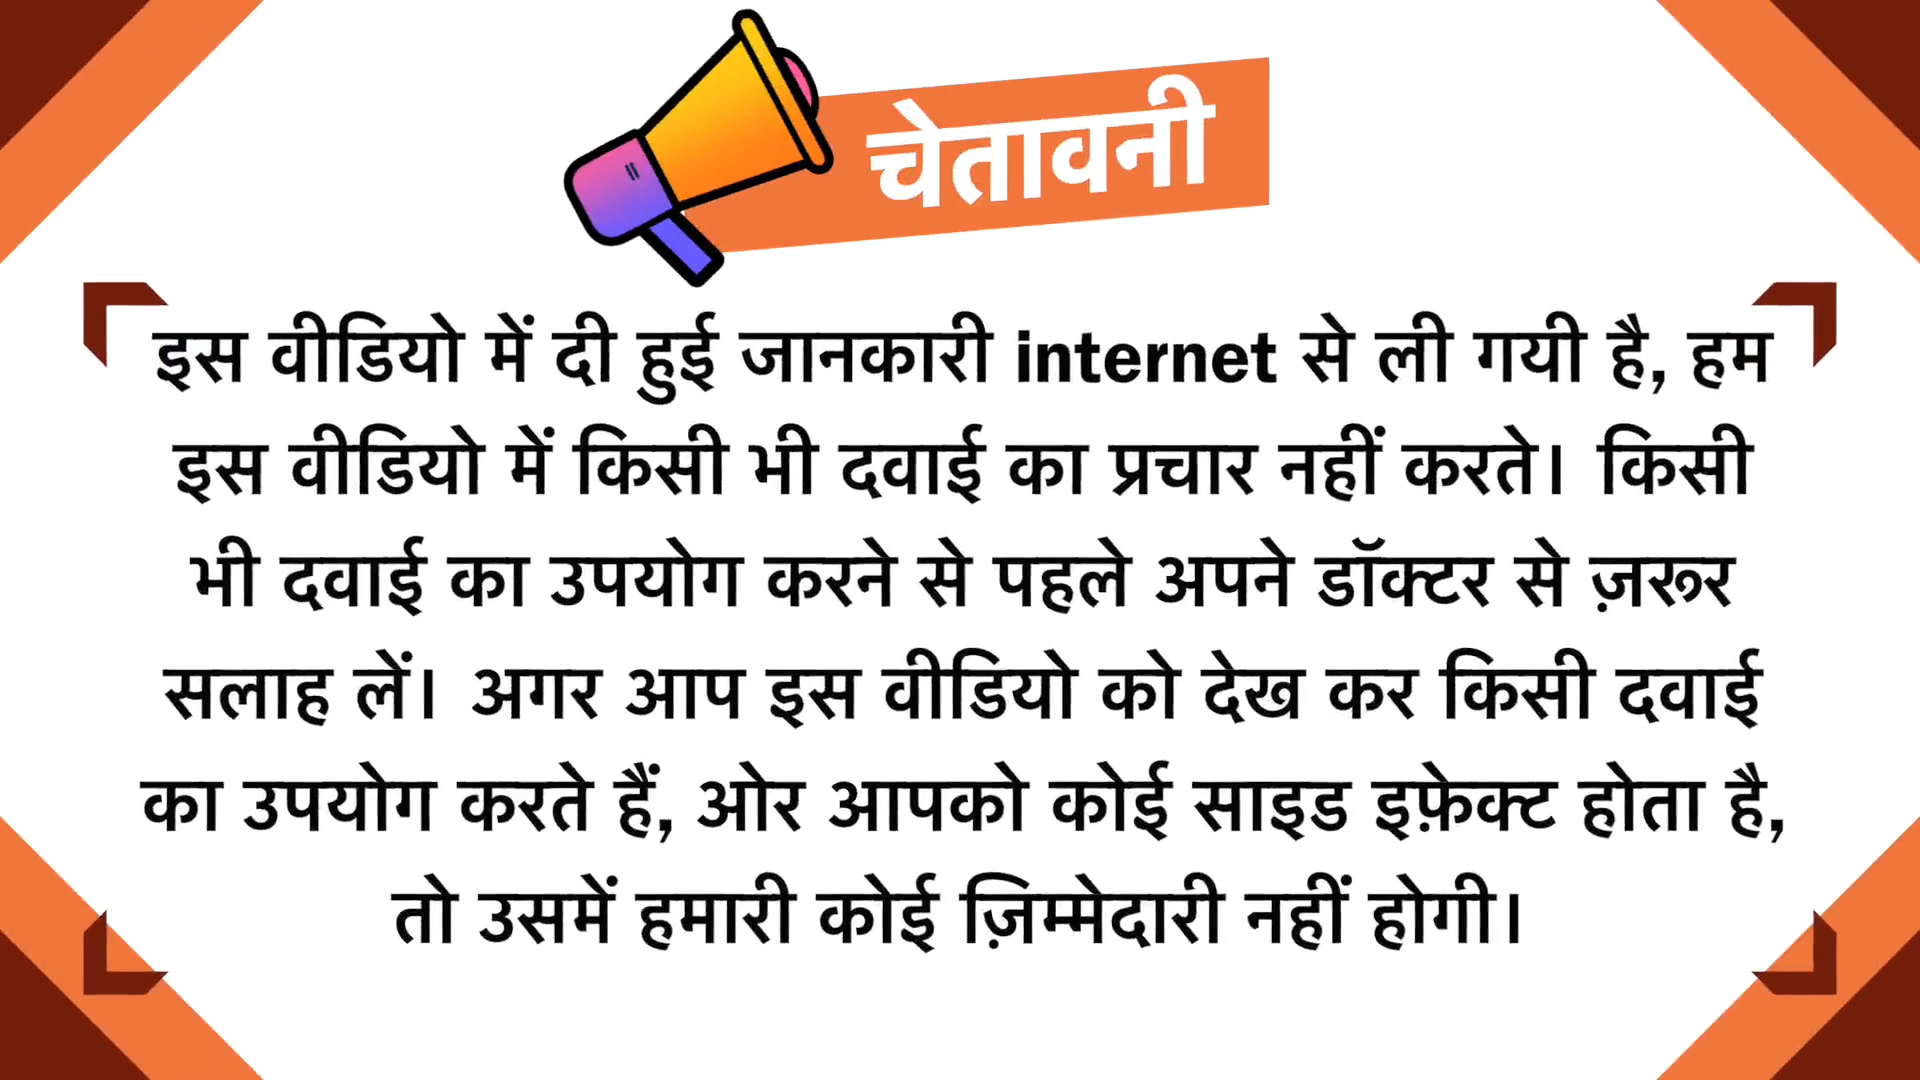 चेतावनी
इस वीडियो में दी हुई जानकारी internet से ली गयी है, हम
इस वीडियो में किसी भी दवाई का प्रचार नहीं करते। किसी
भी दवाई का उपयोग करने से पहले अपने डॉक्टर से ज़रूर
सलाह लें। अगर आप इस वीडियो को देख कर किसी दवाई
का उपयोग करते हैं, ओर आपको कोई साइड इफ़ेक्ट होता है,
तो उसमें हमारी कोई ज़िम्मेदारी नहीं होगी।